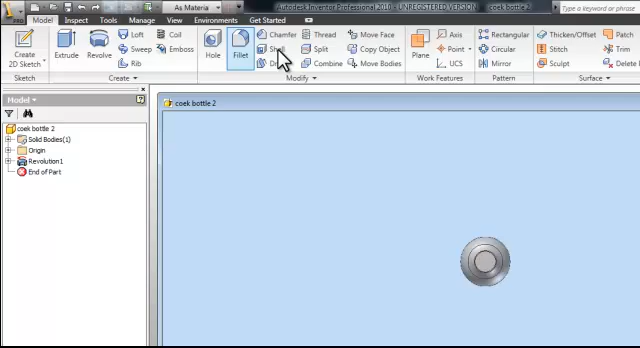 As Materia
Autodesk Inventor Professional 2010 - UNREGISTERED VERSION
coek bottle 2
Type a keyword or phrase
PRO
Model Inspect Tools Manage View Environments Get Started
Create 2D Sketch
Extrude
Revolve
Loft
Sweep
Rib
Coil
Emboss
Hole
Fillet
Chamfer
Shell
Thread
Split
Combine
Move Face
Copy Object
Move Bodies
Plane
Axis
Point
UCS
Rectangular
Circular
Mirror
Thicken/Offset
Stitch
Sculpt
Patch
Trim
Delete
Sketch Create Modify Work Features Pattern Surface
Model
coek bottle 2
Solid Bodies(1)
Origin
Revolution1
End of Part
coek bottle 2